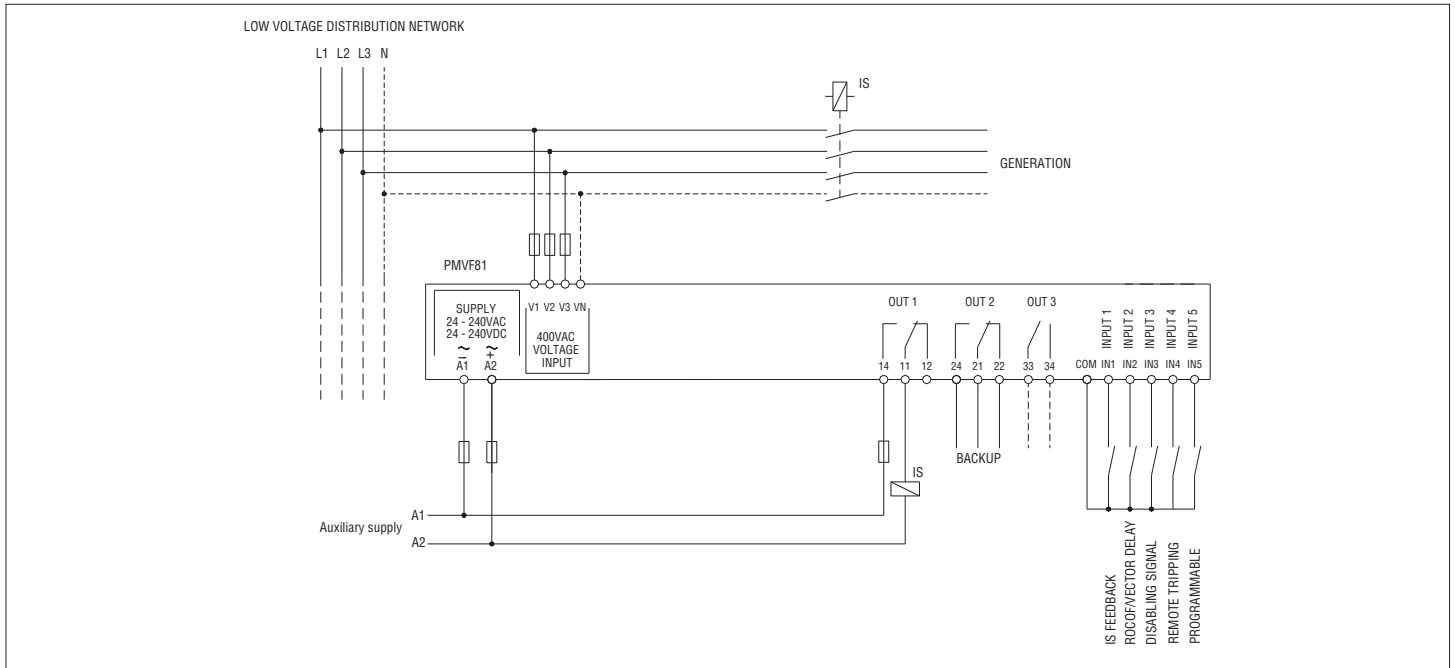 LOW VOLTAGE DISTRIBUTION NETWORK
L1 L2 L3 N
IS
GENERATION
PMVF81
SUPPLY
24 - 240VAC
24 - 240VDC
~ ~
– +
A1 A2
V1 V2 V3 VN
400VAC
VOLTAGE
INPUT
OUT 1
OUT 2
OUT 3
INPUT 1
INPUT 2
INPUT 3
INPUT 4
INPUT 5
14 11 12 24 21 22 33 34 COM IN1 IN2 IN3 IN4 IN5
BACKUP
IS
Auxiliary supply
A1
A2
IS FEEDBACK
ROCOF/VECTOR DELAY
DISABLING SIGNAL
REMOTE TRIPPING
PROGRAMMABLE